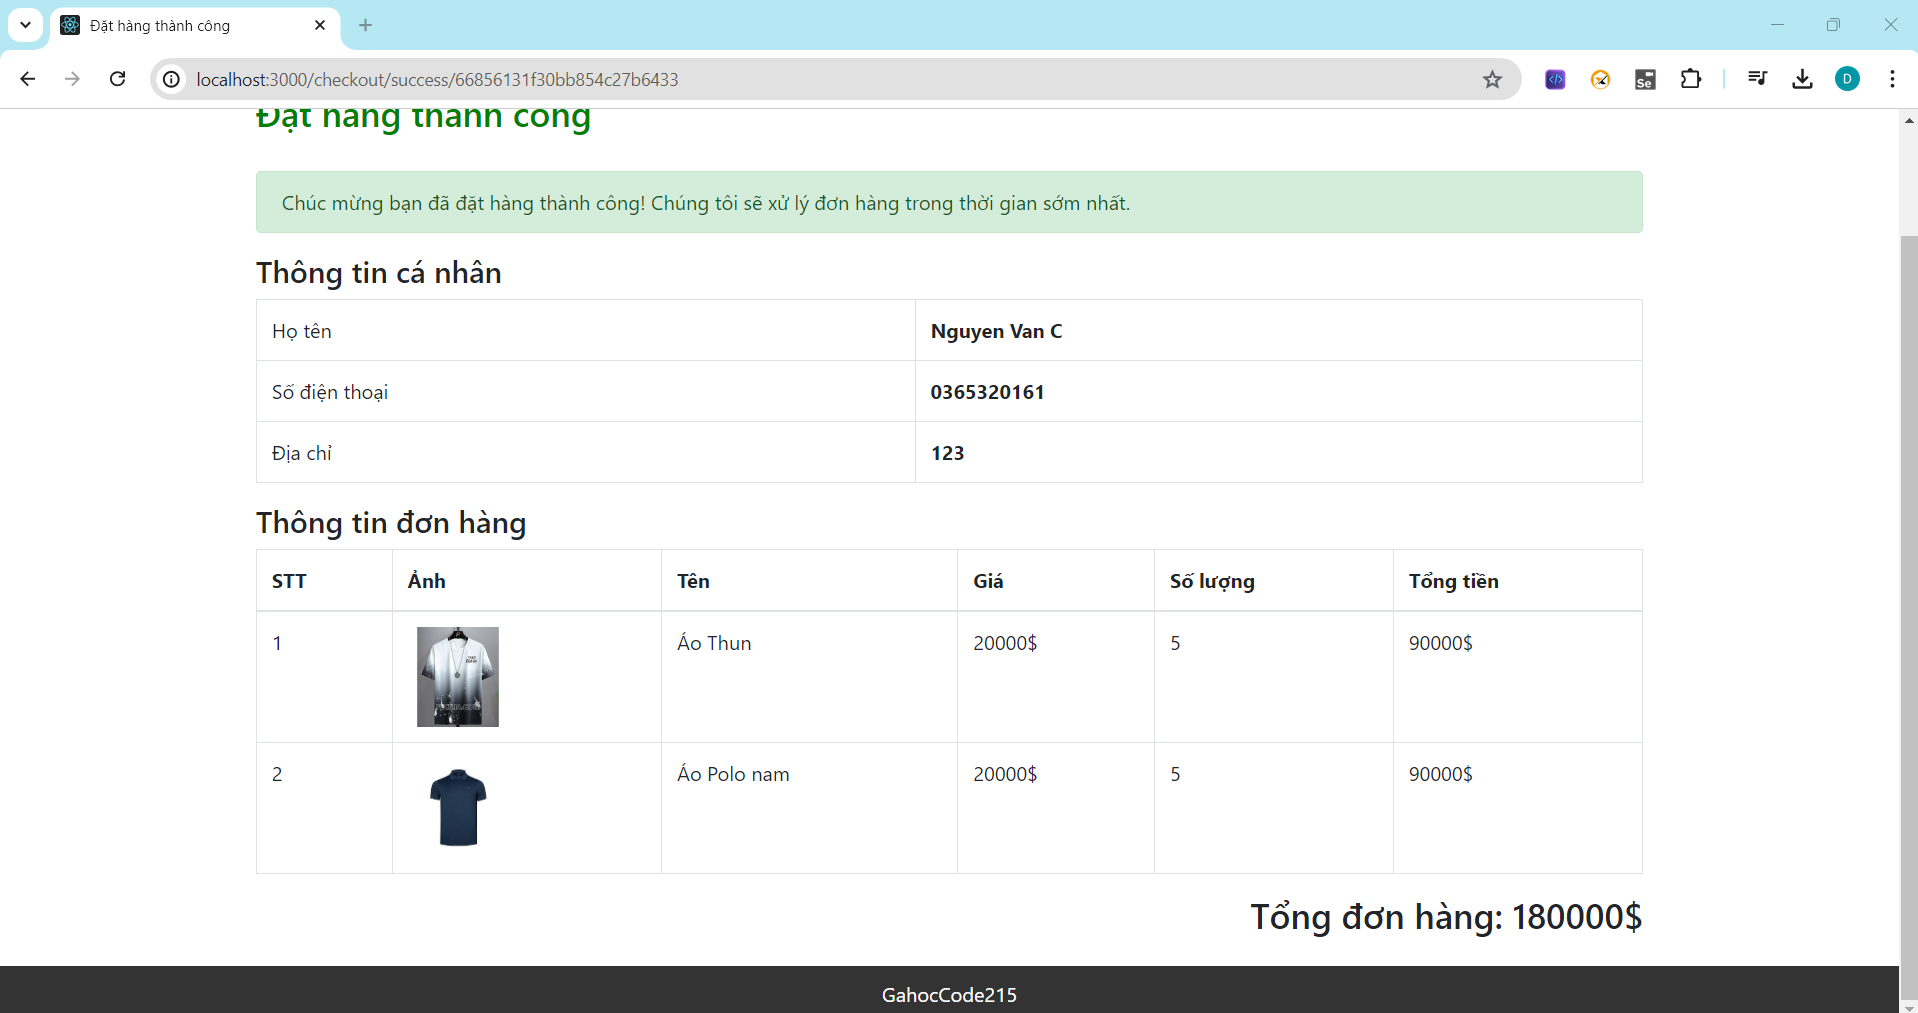 Đặt hàng thành công
localhost:3000/checkout/success/66856131f30bb854c27b6433
D
Đặt hàng thành công
Chúc mừng bạn đã đặt hàng thành công! Chúng tôi sẽ xử lý đơn hàng trong thời gian sớm nhất.
Thông tin cá nhân
Họ tên Nguyen Van C
Số điện thoại 0365320161
Địa chỉ 123
Thông tin đơn hàng
STT Ảnh Tên Giá Số lượng Tổng tiền
1 Áo Thun 20000$ 5 90000$
2 Áo Polo nam 20000$ 5 90000$
Tổng đơn hàng: 180000$
GahocCode215